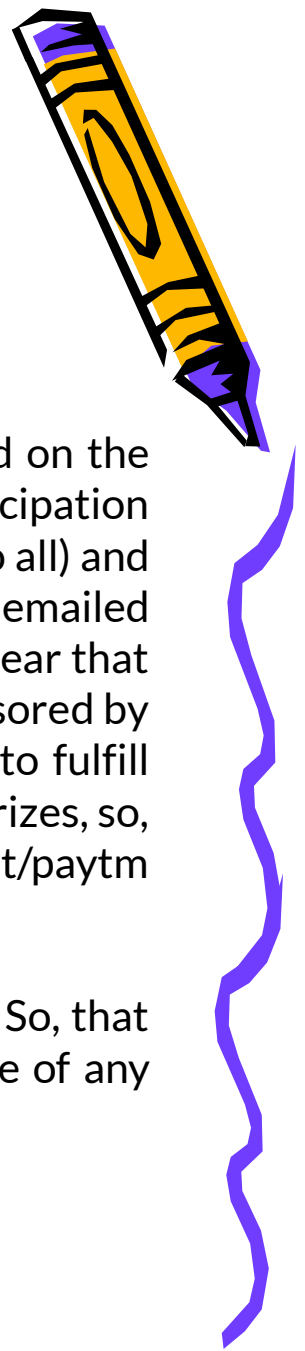 d on the
cipation
o all) and
emailed
ear that
sored by
to fulfill
rizes, so,
t/paytm
So, that
e of any